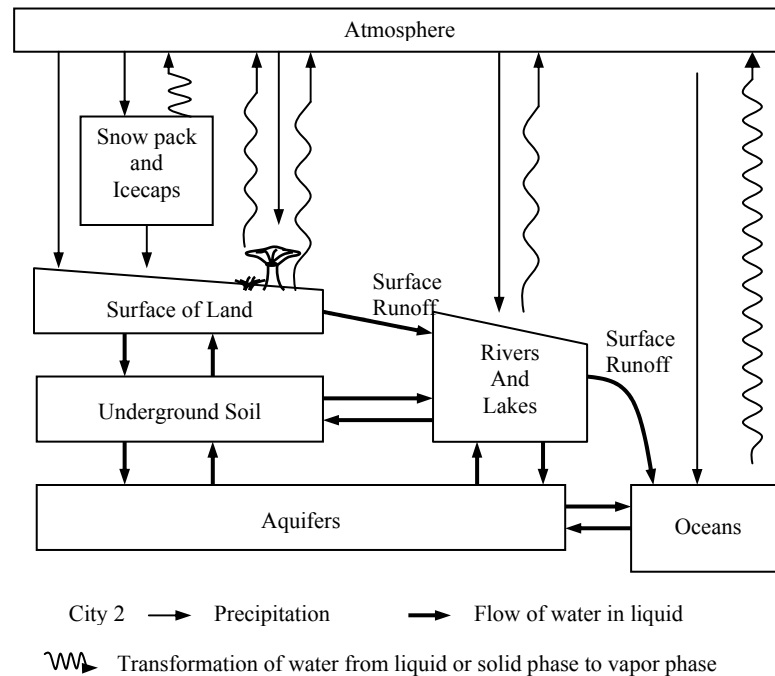 Atmosphere
Snow pack
and
Icecaps
Surface of Land
Surface
Runoff
Rivers
And
Lakes
Surface
Runoff
Underground Soil
Aquifers
Oceans
City 2 Precipitation Flow of water in liquid
Transformation of water from liquid or solid phase to vapor phase